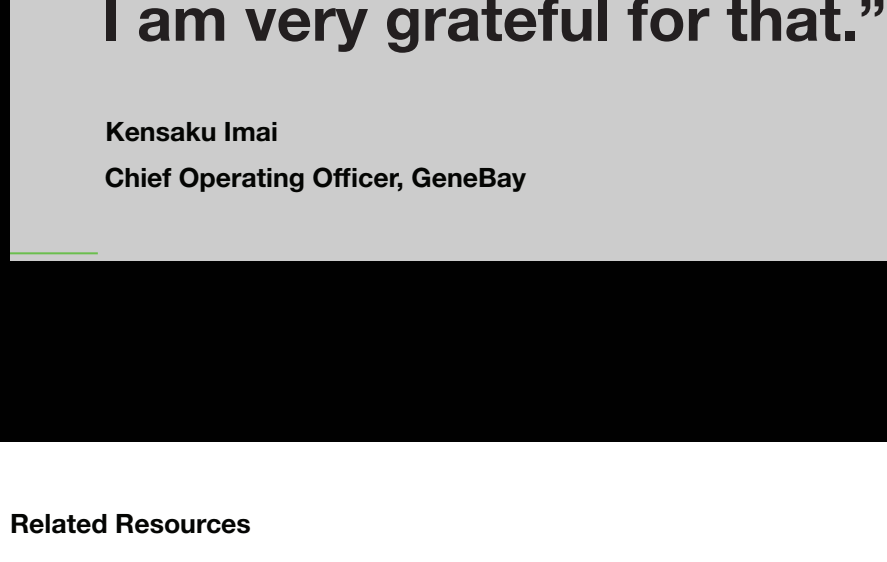 I am very grateful for that.”
Kensaku Imai
Chief Operating Officer, GeneBay
Related Resources